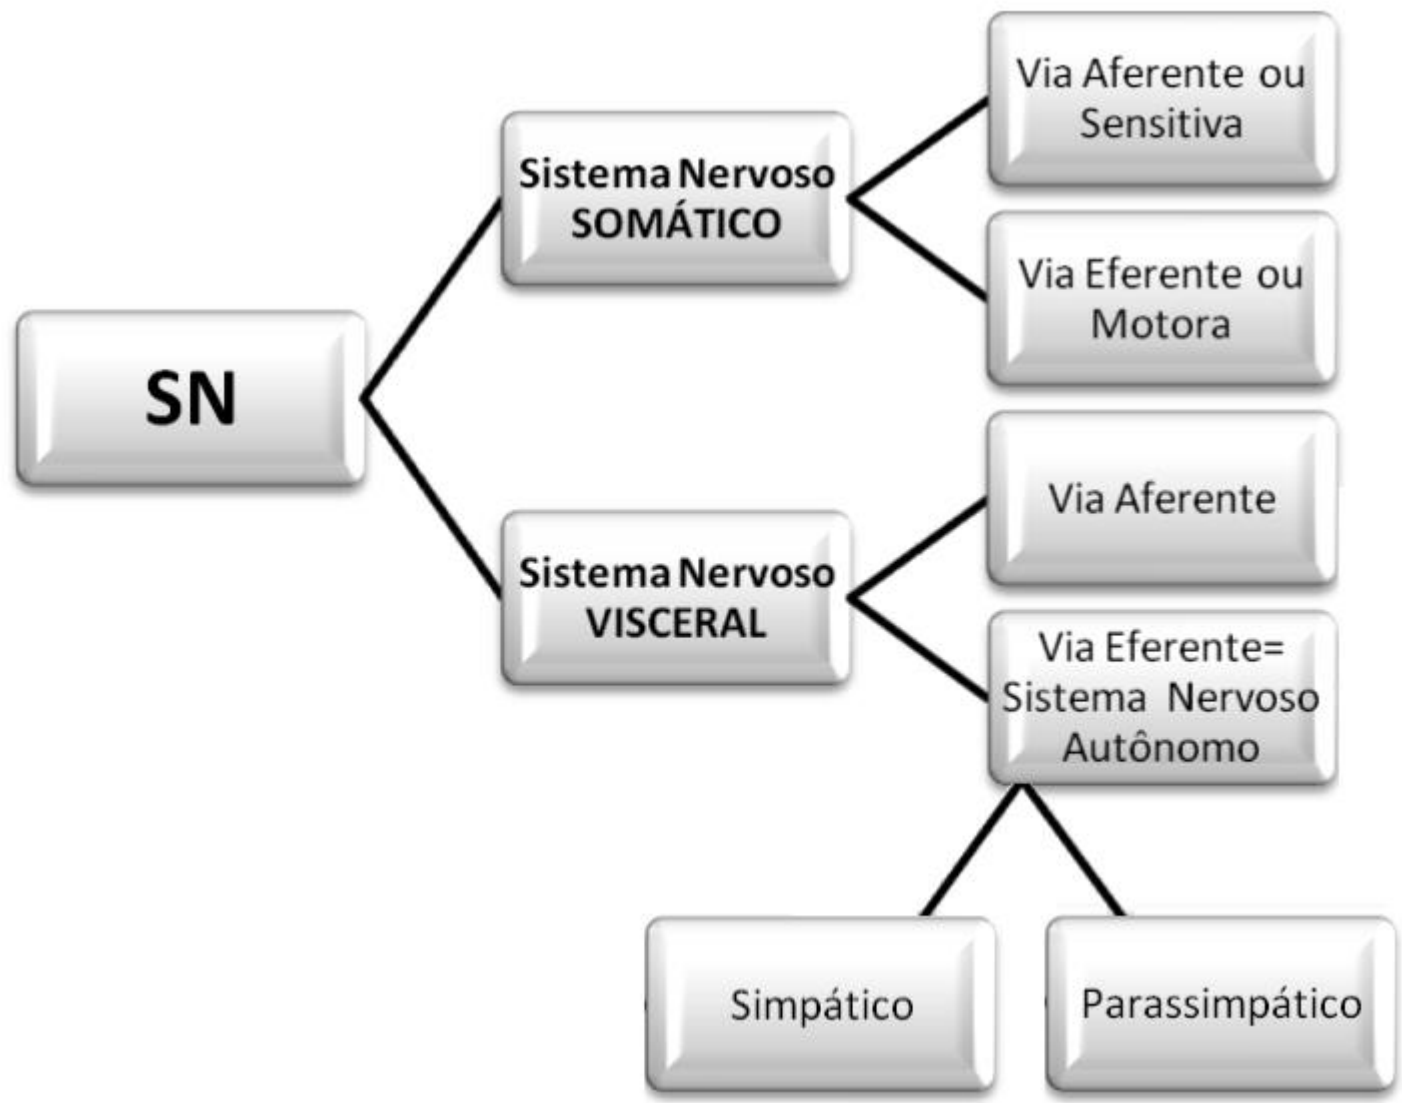 SN
Sistema Nervoso
SOMÁTICO
Via Aferente ou
Sensitiva
Via Eferente ou
Motora
Sistema Nervoso
VISCERAL
Via Aferente
Via Eferente=
Sistema Nervoso
Autônomo
Simpático
Parassimpático